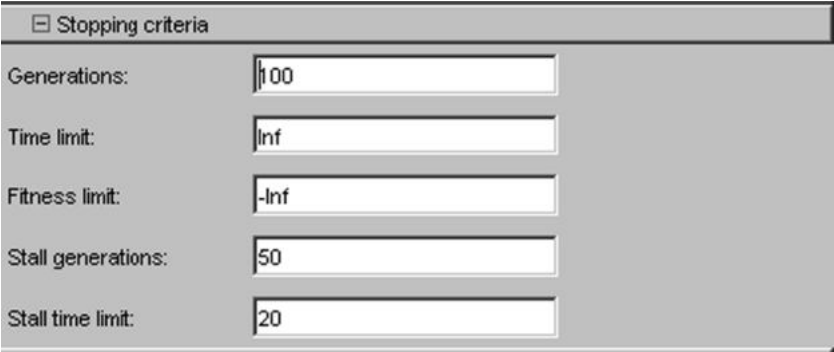 Stopping criteria
Generations: 100
Time limit: Inf
Fitness limit: -Inf
Stall generations: 50
Stall time limit: 20